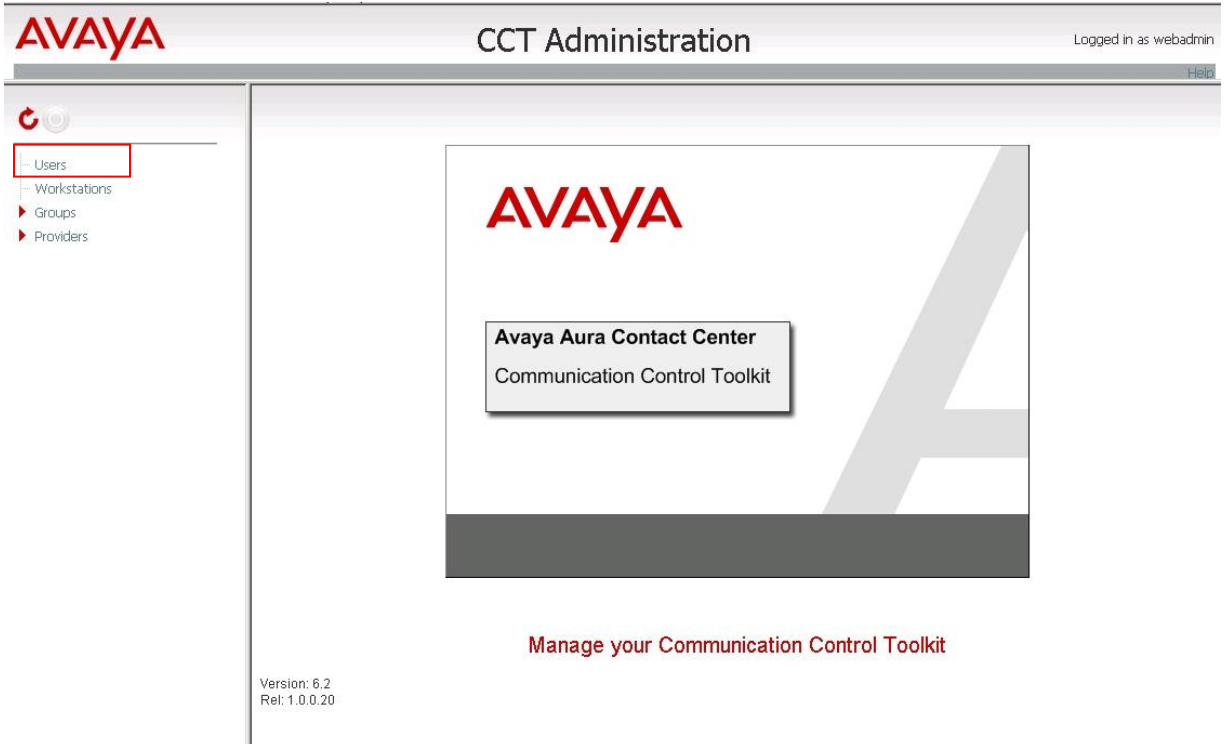 AVAYA
CCT Administration
Logged in as webadmin
Help
Users
Workstations
Groups
Providers
AVAYA
Avaya Aura Contact Center
Communication Control Toolkit
Manage your Communication Control Toolkit
Version: 6.2
Rel: 1.0.0.20